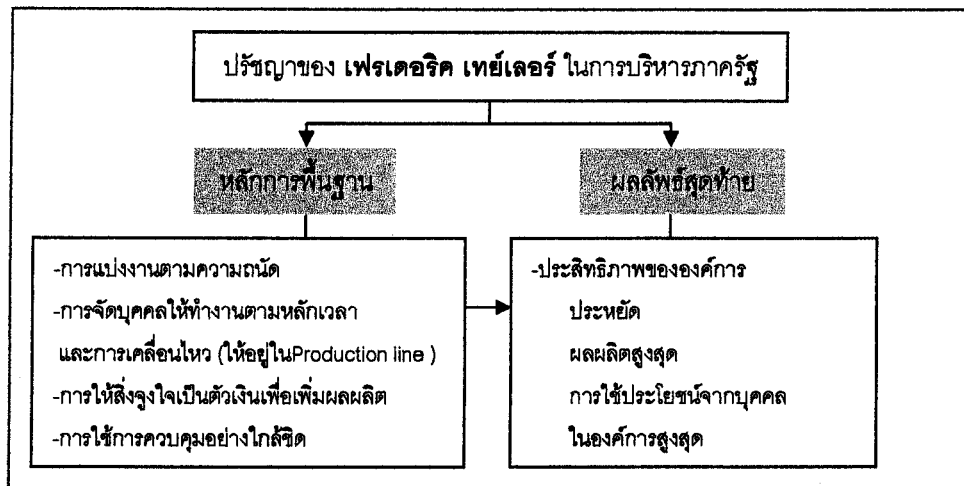 ปรัชญาของ เฟรเดอริค เทย์เลอร์ ในการบริหารภาครัฐ
หลักการพื้นฐาน
ผลลัพธ์สุดท้าย
-การแบ่งงานตามความถนัด
-การจัดบุคคลให้ทำงานตามหลักเวลา
และการเคลื่อนไหว (ให้อยู่ในProduction line )
-การให้สิ่งจูงใจเป็นตัวเงินเพื่อเพิ่มผลผลิต
-การใช้การควบคุมอย่างใกล้ชิด
-ประสิทธิภาพขององค์การ
ประหยัด
ผลผลิตสูงสุด
การใช้ประโยชน์จากบุคคล
ในองค์การสูงสุด